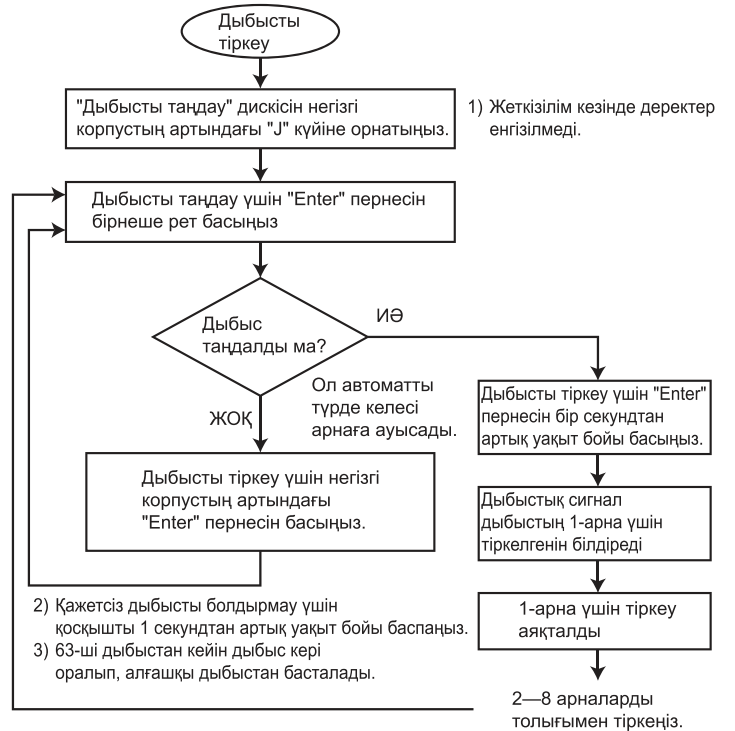 Дыбысты
тіркеу
"Дыбысты таңдау" дискісін негізгі
корпустың артындағы "J" күйіне орнатыңыз.
1) Жеткізілім кезінде деректер
енгізілмеді.
Дыбысты таңдау үшін "Enter" пернесін
бірнеше рет басыңыз
Дыбыс
таңдалды ма?
ИӘ
Ол автоматты
түрде келесі
арнаға ауысады.
ЖОҚ
Дыбысты тіркеу үшін негізгі
корпустың артындағы
"Enter" пернесін басыңыз.
Дыбысты тіркеу үшін "Enter"
пернесін бір секундтан
артық уақыт бойы басыңыз.
Дыбыстық сигнал
дыбыстың 1-арна үшін
тіркелгенін білдіреді
1-арна үшін тіркеу
аяқталды
2) Қажетсіз дыбысты болдырмау үшін
қосқышты 1 секундтан артық уақыт бойы баспаңыз.
3) 63-ші дыбыстан кейін дыбыс кері
оралып, алғашқы дыбыстан басталады.
2—8 арналарды
толығымен тіркеңіз.